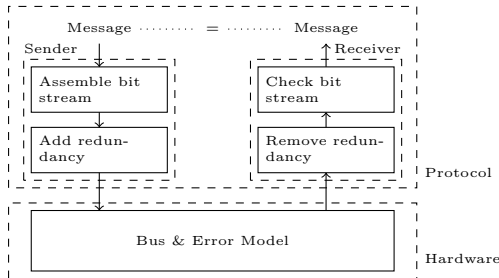 Message ········· = ········· Message
Sender
Receiver
Assemble bit
stream
Check bit
stream
Add redun-
dancy
Remove redun-
dancy
Protocol
Bus & Error Model
Hardware